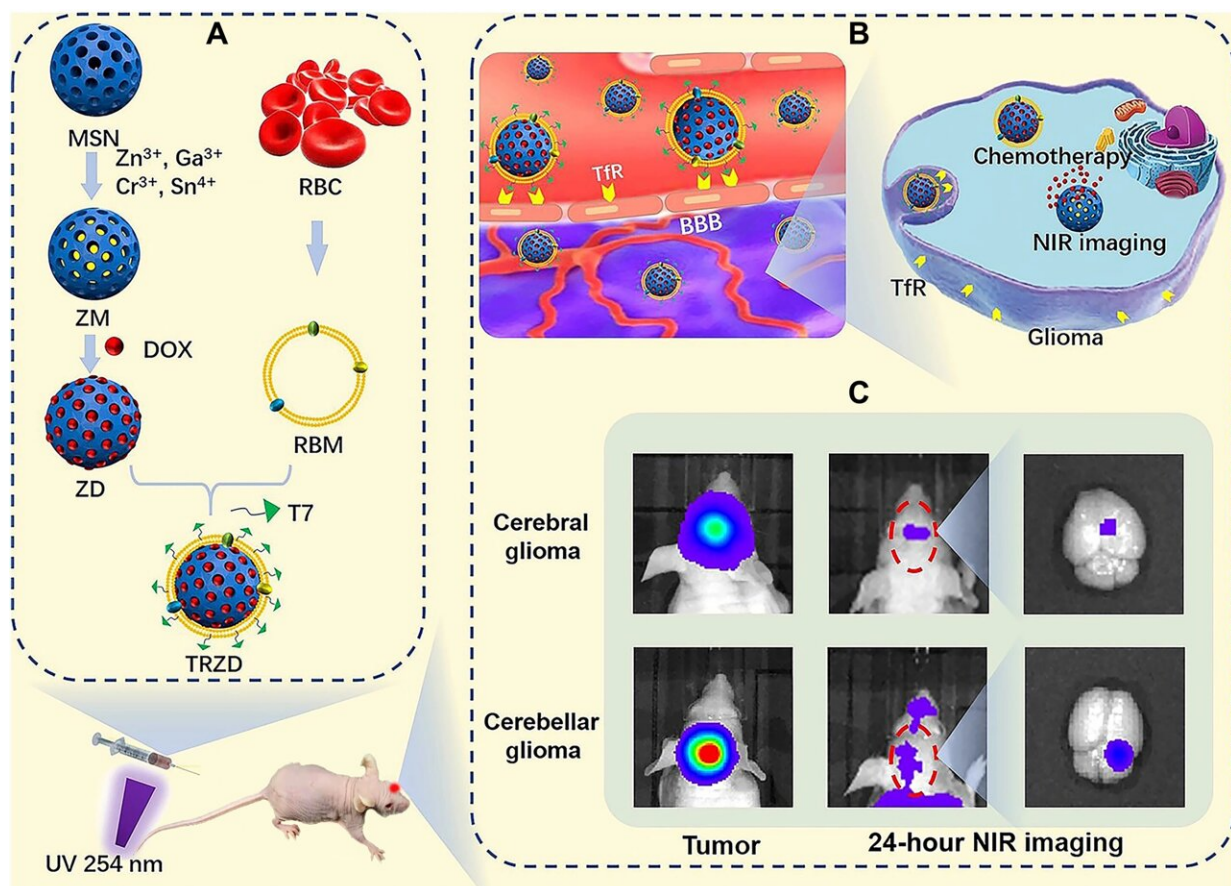 A
MSN
Zn³⁺, Ga³⁺
Cr³⁺, Sn⁴⁺
RBC
ZM
DOX
RBM
ZD
T7
TRZD
UV 254 nm
B
TfR
BBB
Chemotherapy
NIR imaging
TfR
Glioma
C
Cerebral
glioma
Cerebellar
glioma
Tumor
24-hour NIR imaging